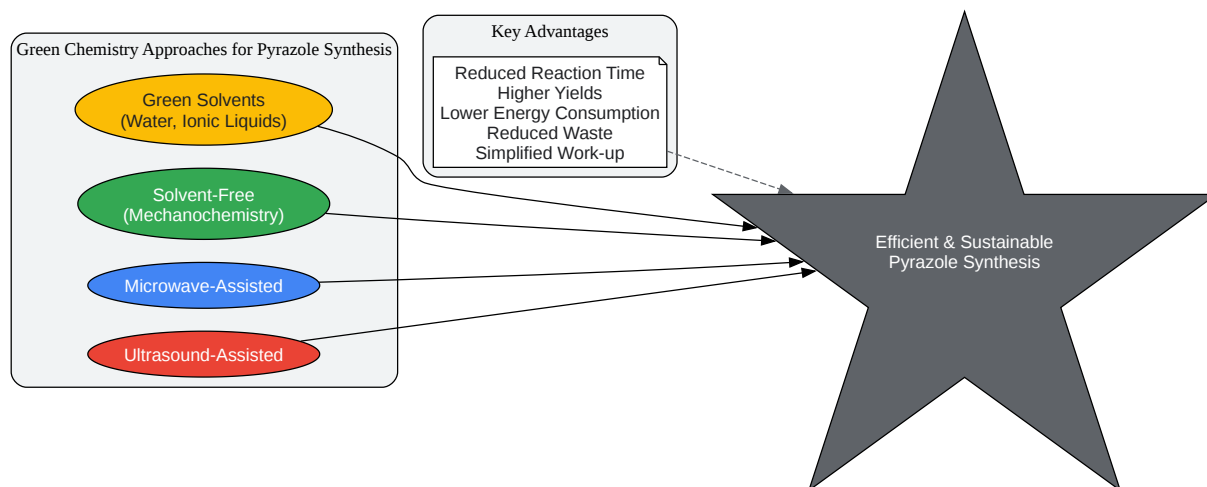 Green Chemistry Approaches for Pyrazole Synthesis
Green Solvents
(Water, Ionic Liquids)
Solvent-Free
(Mechanochemistry)
Microwave-Assisted
Ultrasound-Assisted
Key Advantages
Reduced Reaction Time
Higher Yields
Lower Energy Consumption
Reduced Waste
Simplified Work-up
Efficient & Sustainable
Pyrazole Synthesis